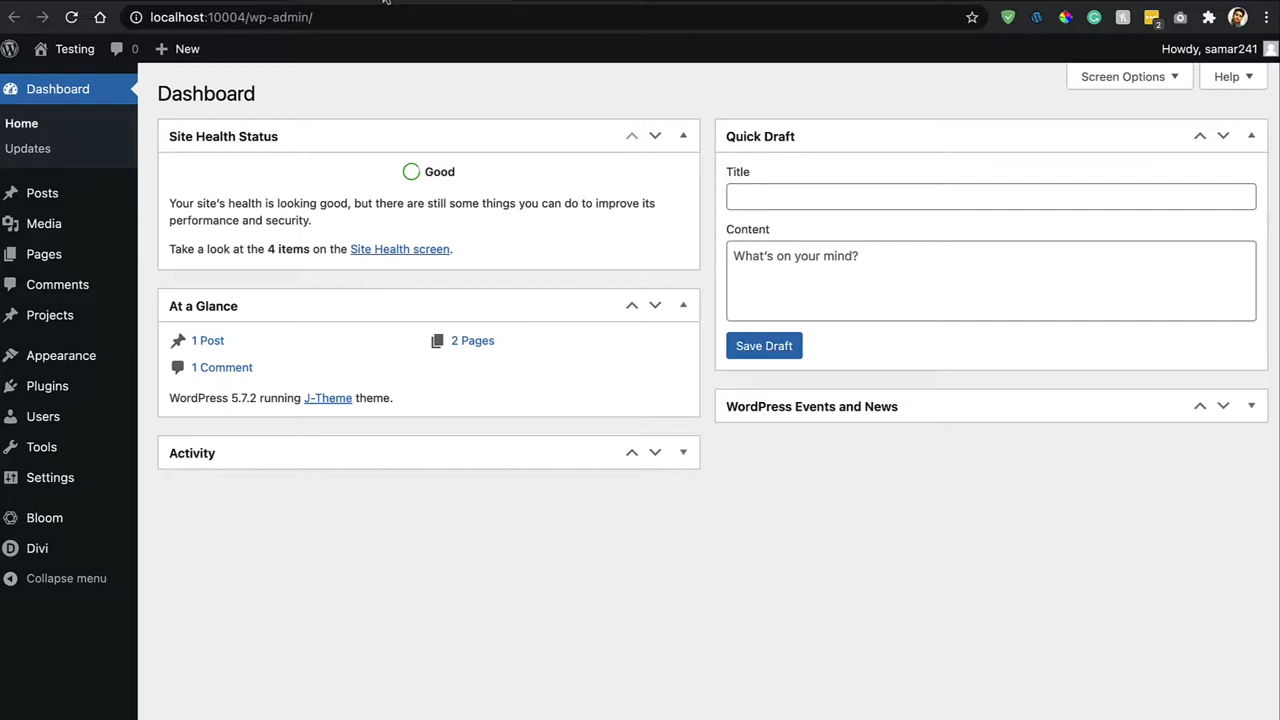 localhost:10004/wp-admin/
2
Testing
0
New
Howdy, samar241
Dashboard
Home
Updates
Posts
Media
Pages
Comments
Projects
Appearance
Plugins
Users
Tools
Settings
Bloom
D Divi
Collapse menu
Dashboard
Screen Options
Help
Site Health Status
Good
Your site's health is looking good, but there are still some things you can do to improve its
performance and security.
Take a look at the 4 items on the Site Health screen.
At a Glance
1 Post
2 Pages
1 Comment
WordPress 5.7.2 running J-Theme theme.
Activity
Quick Draft
Title
Content
What's on your mind?
Save Draft
WordPress Events and News